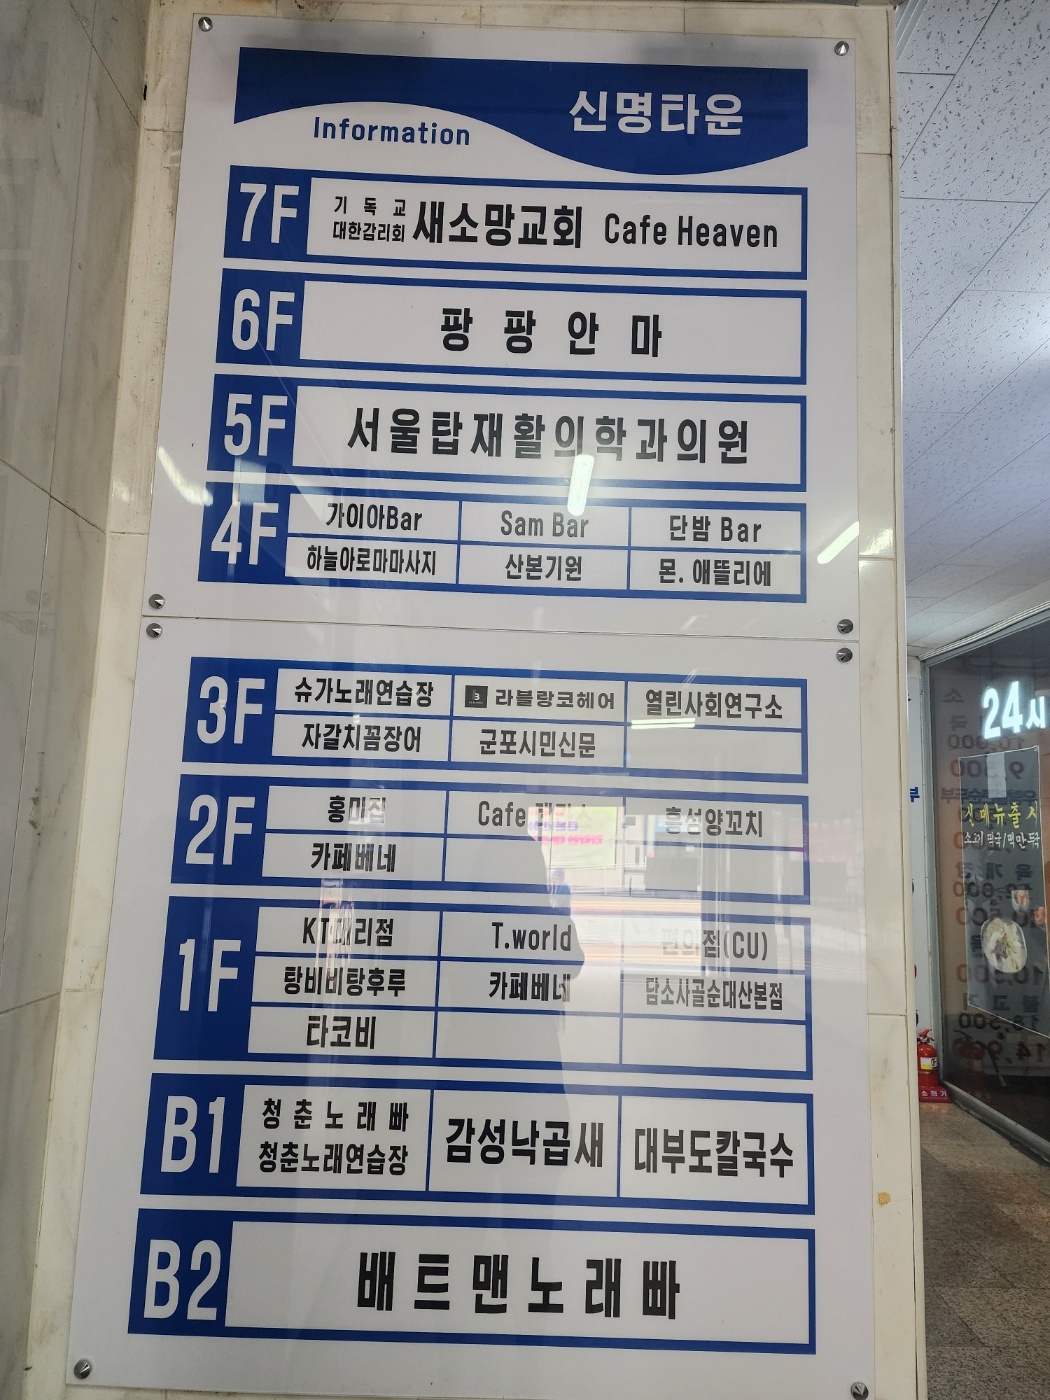 신명타운
Information
7F 기독교 대한감리회 새소망교회 Cafe Heaven
6F 팡팡안마
5F 서울탑재활의학과의원
4F 가이아Bar Sam Bar 단밤 Bar
하늘아로마마사지 산본기원 몬. 애뜰리에
3F 슈가노래연습장 라블랑코헤어 열린사회연구소
자갈치꼼장어 군포시민신문
2F 홍미집 Cafe 홍성양꼬치
카페베네
1F KT대리점 T.world 편의점(CU)
탕비비탕후루 카페베네 담소사골순대산본점
타코비
B1 청춘노래빠 감성낙곱새 대부도칼국수
청춘노래연습장
B2 배트맨노래빠
24시